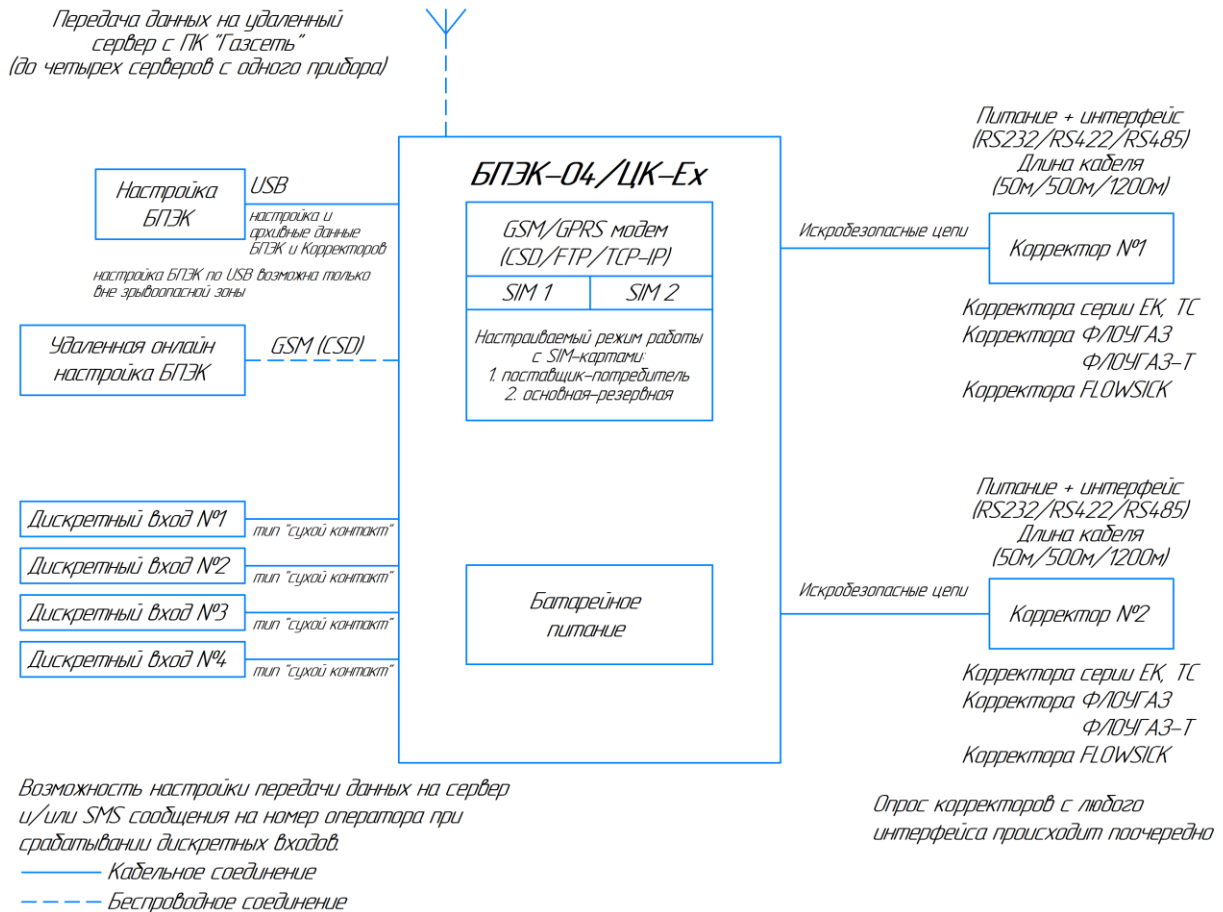 Передача данных на удаленный
сервер с ПК "Газсеть"
(до четырех серверов с одного прибора)
БПЭК-04/ЦК-Ех
GSM/GPRS модем
(CSD/FTP/TCP-IP)
SIM 1
SIM 2
Настраиваемый режим работы
с SIM-картами:
1. поставщик-потребитель
2. основная-резервная
Батарейное
питание
Настройка
БПЭК
USB
настройка и
архивные данные
БПЭК и Корректоров
настройка БПЭК по USB возможна только
вне зрывоопасной зоны
Удаленная онлайн
настройка БПЭК
GSM (CSD)
Дискретный вход №1
тип "сухой контакт"
Дискретный вход №2
тип "сухой контакт"
Дискретный вход №3
тип "сухой контакт"
Дискретный вход №4
тип "сухой контакт"
Питание + интерфейс
(RS232/RS422/RS485)
Длина кабеля
(50м/500м/1200м)
Искробезопасные цепи
Корректор №1
Корректора серии ЕК, ТС
Корректора ФЛОУГАЗ
ФЛОУГАЗ-Т
Корректора FLOWSICK
Питание + интерфейс
(RS232/RS422/RS485)
Длина кабеля
(50м/500м/1200м)
Искробезопасные цепи
Корректор №2
Корректора серии ЕК, ТС
Корректора ФЛОУГАЗ
ФЛОУГАЗ-Т
Корректора FLOWSICK
Возможность настройки передачи данных на сервер
и/или SMS сообщения на номер оператора при
срабатывании дискретных входов.
Кабельное соединение
Беспроводное соединение
Опрос корректоров с любого
интерфейса происходит поочередно